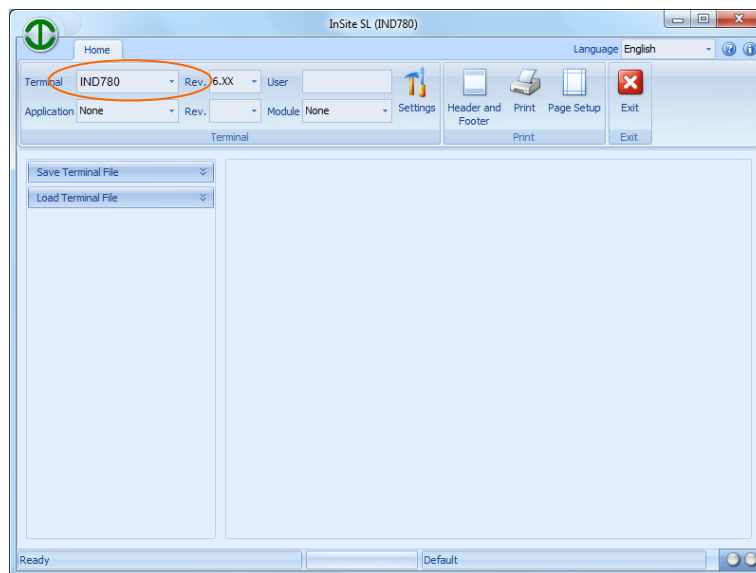 InSite SL (IND780)
Home
Language English
Terminal IND780 Rev. 6.XX User
Application None Rev. Module None
Settings
Header and Footer
Print
Page Setup
Exit
Terminal
Print
Exit
Save Terminal File
Load Terminal File
Ready
Default